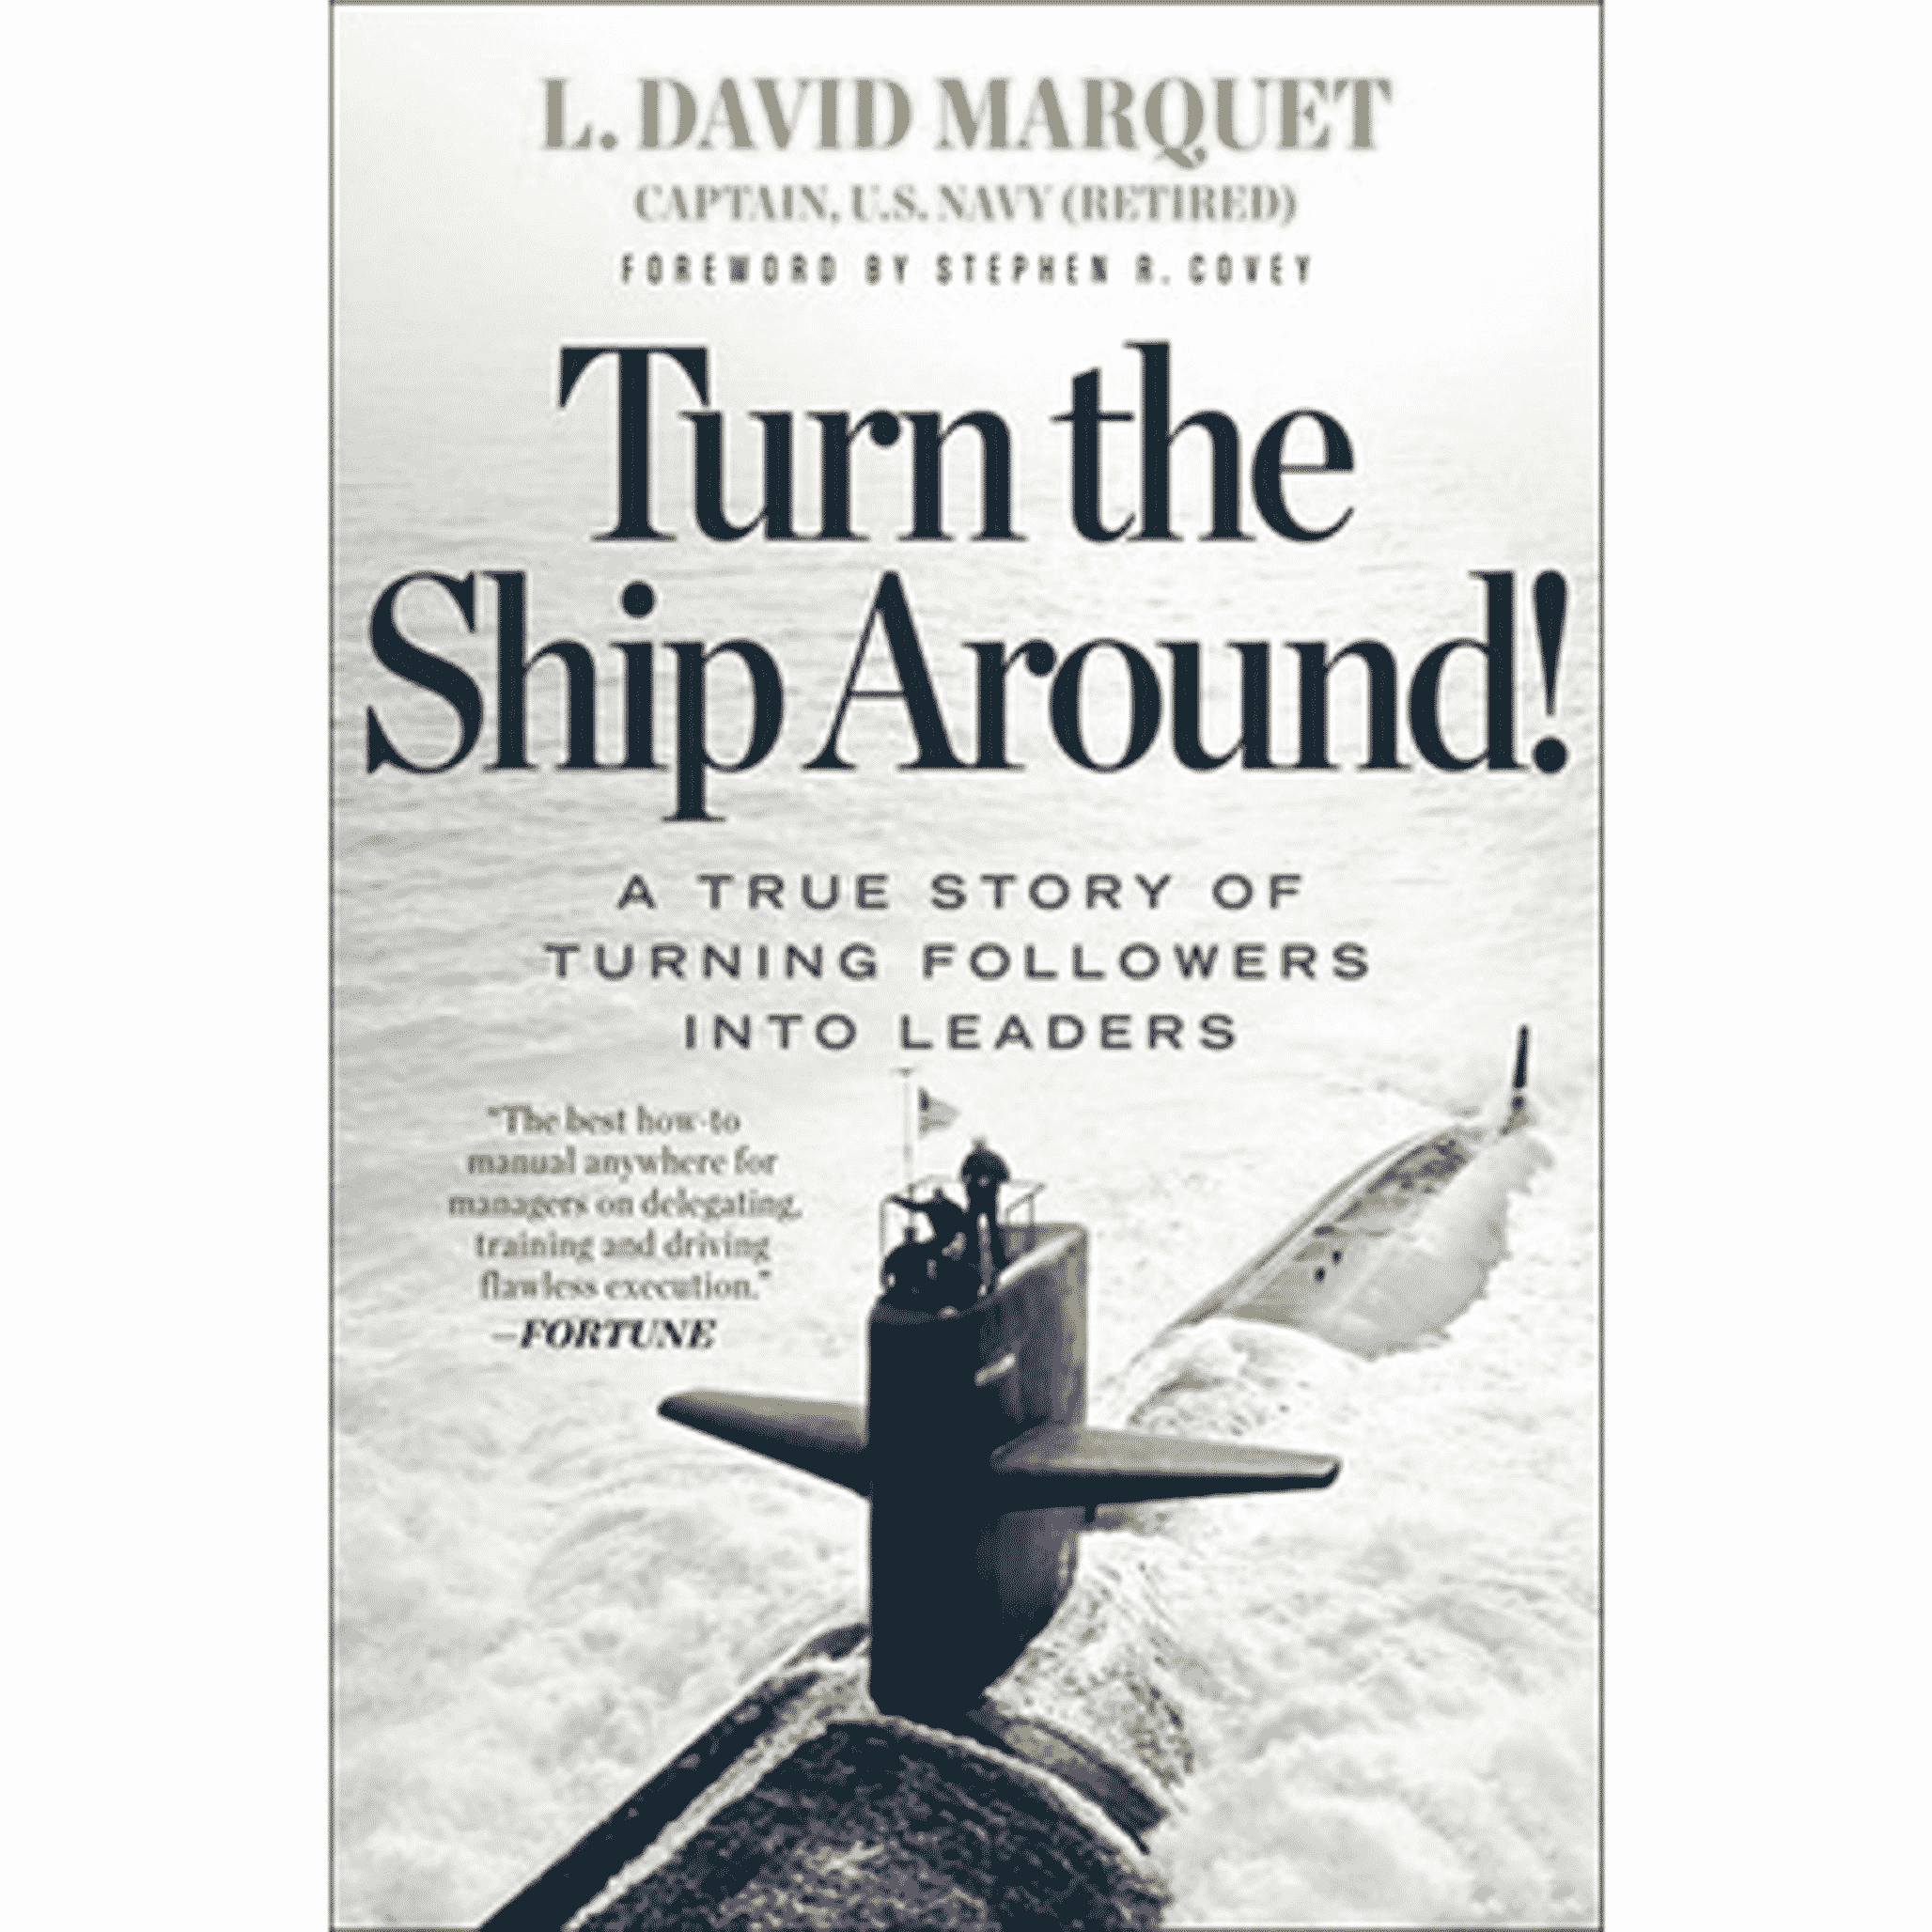 L. DAVID MARQUET
CAPTAIN, U.S. NAVY (RETIRED)
FOREWORD BY STEPHEN R. COVEY
Turn the
Ship Around!
A TRUE STORY OF
TURNING FOLLOWERS
INTO LEADERS
"The best how-to
manual anywhere for
managers on delegating,
training and driving
flawless execution."
—FORTUNE